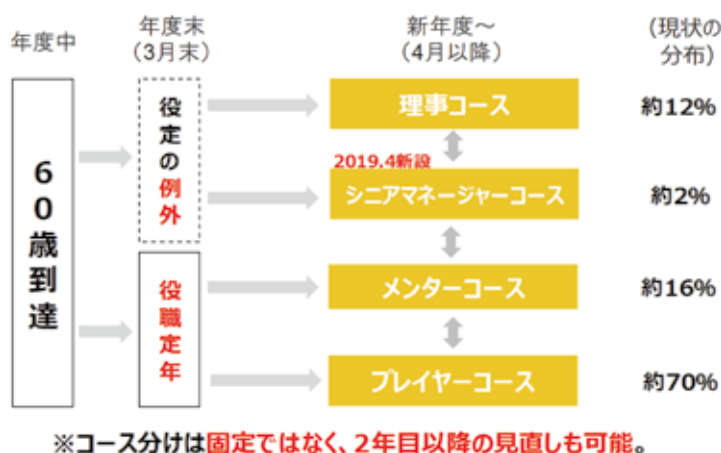 年度中
年度末
（3月末）
新年度～
（4月以降）
（現状の
分布）
60歳到達
役定の例外
役職定年
理事コース
約12%
2019.4新設
シニアマネージャーコース
約2%
メンターコース
約16%
プレイヤーコース
約70%
※コース分けは固定ではなく、2年目以降の見直しも可能。